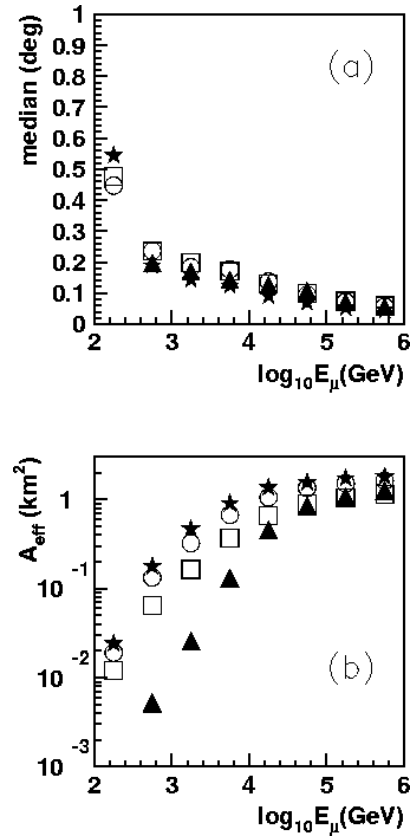 median (deg)
1
0.9
0.8
0.7
0.6
0.5
0.4
0.3
0.2
0.1
0
(a)
2 3 4 5 6
log₁₀Eμ(GeV)
A_eff (km²)
1
10⁻¹
10⁻²
10⁻³
(b)
2 3 4 5 6
log₁₀Eμ(GeV)